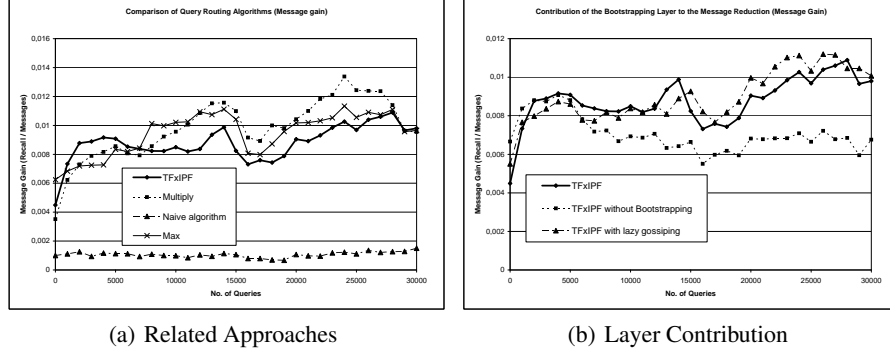 Comparison of Query Routing Algorithms (Message gain)
0,016
0,014
0,012
0,01
0,008
0,006
0,004
0,002
0
Message Gain (Recall / Messages)
TFxIPF
Multiply
Naive algorithm
Max
0 5000 10000 15000 20000 25000 30000
No. of Queries
(a) Related Approaches
Contribution of the Bootstrapping Layer to the Message Reduction (Message Gain)
0,012
0,01
0,008
0,006
0,004
0,002
0
Message Gain (Recall / Messages)
TFxIPF
TFxIPF without Bootstrapping
TFxIPF with lazy gossiping
0 5000 10000 15000 20000 25000 30000
No. of Queries
(b) Layer Contribution